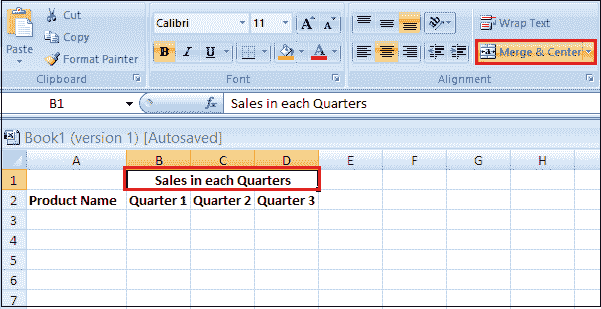 Cut
Copy
Paste
Format Painter
Clipboard
Calibri 11 A A
B I U A
Font
Wrap Text
Merge & Center
Alignment
B1 fx Sales in each Quarters
Book1 (version 1) [Autosaved]
A B C D E F G H
1 Sales in each Quarters
2 Product Name Quarter 1 Quarter 2 Quarter 3
3
4
5
6
7